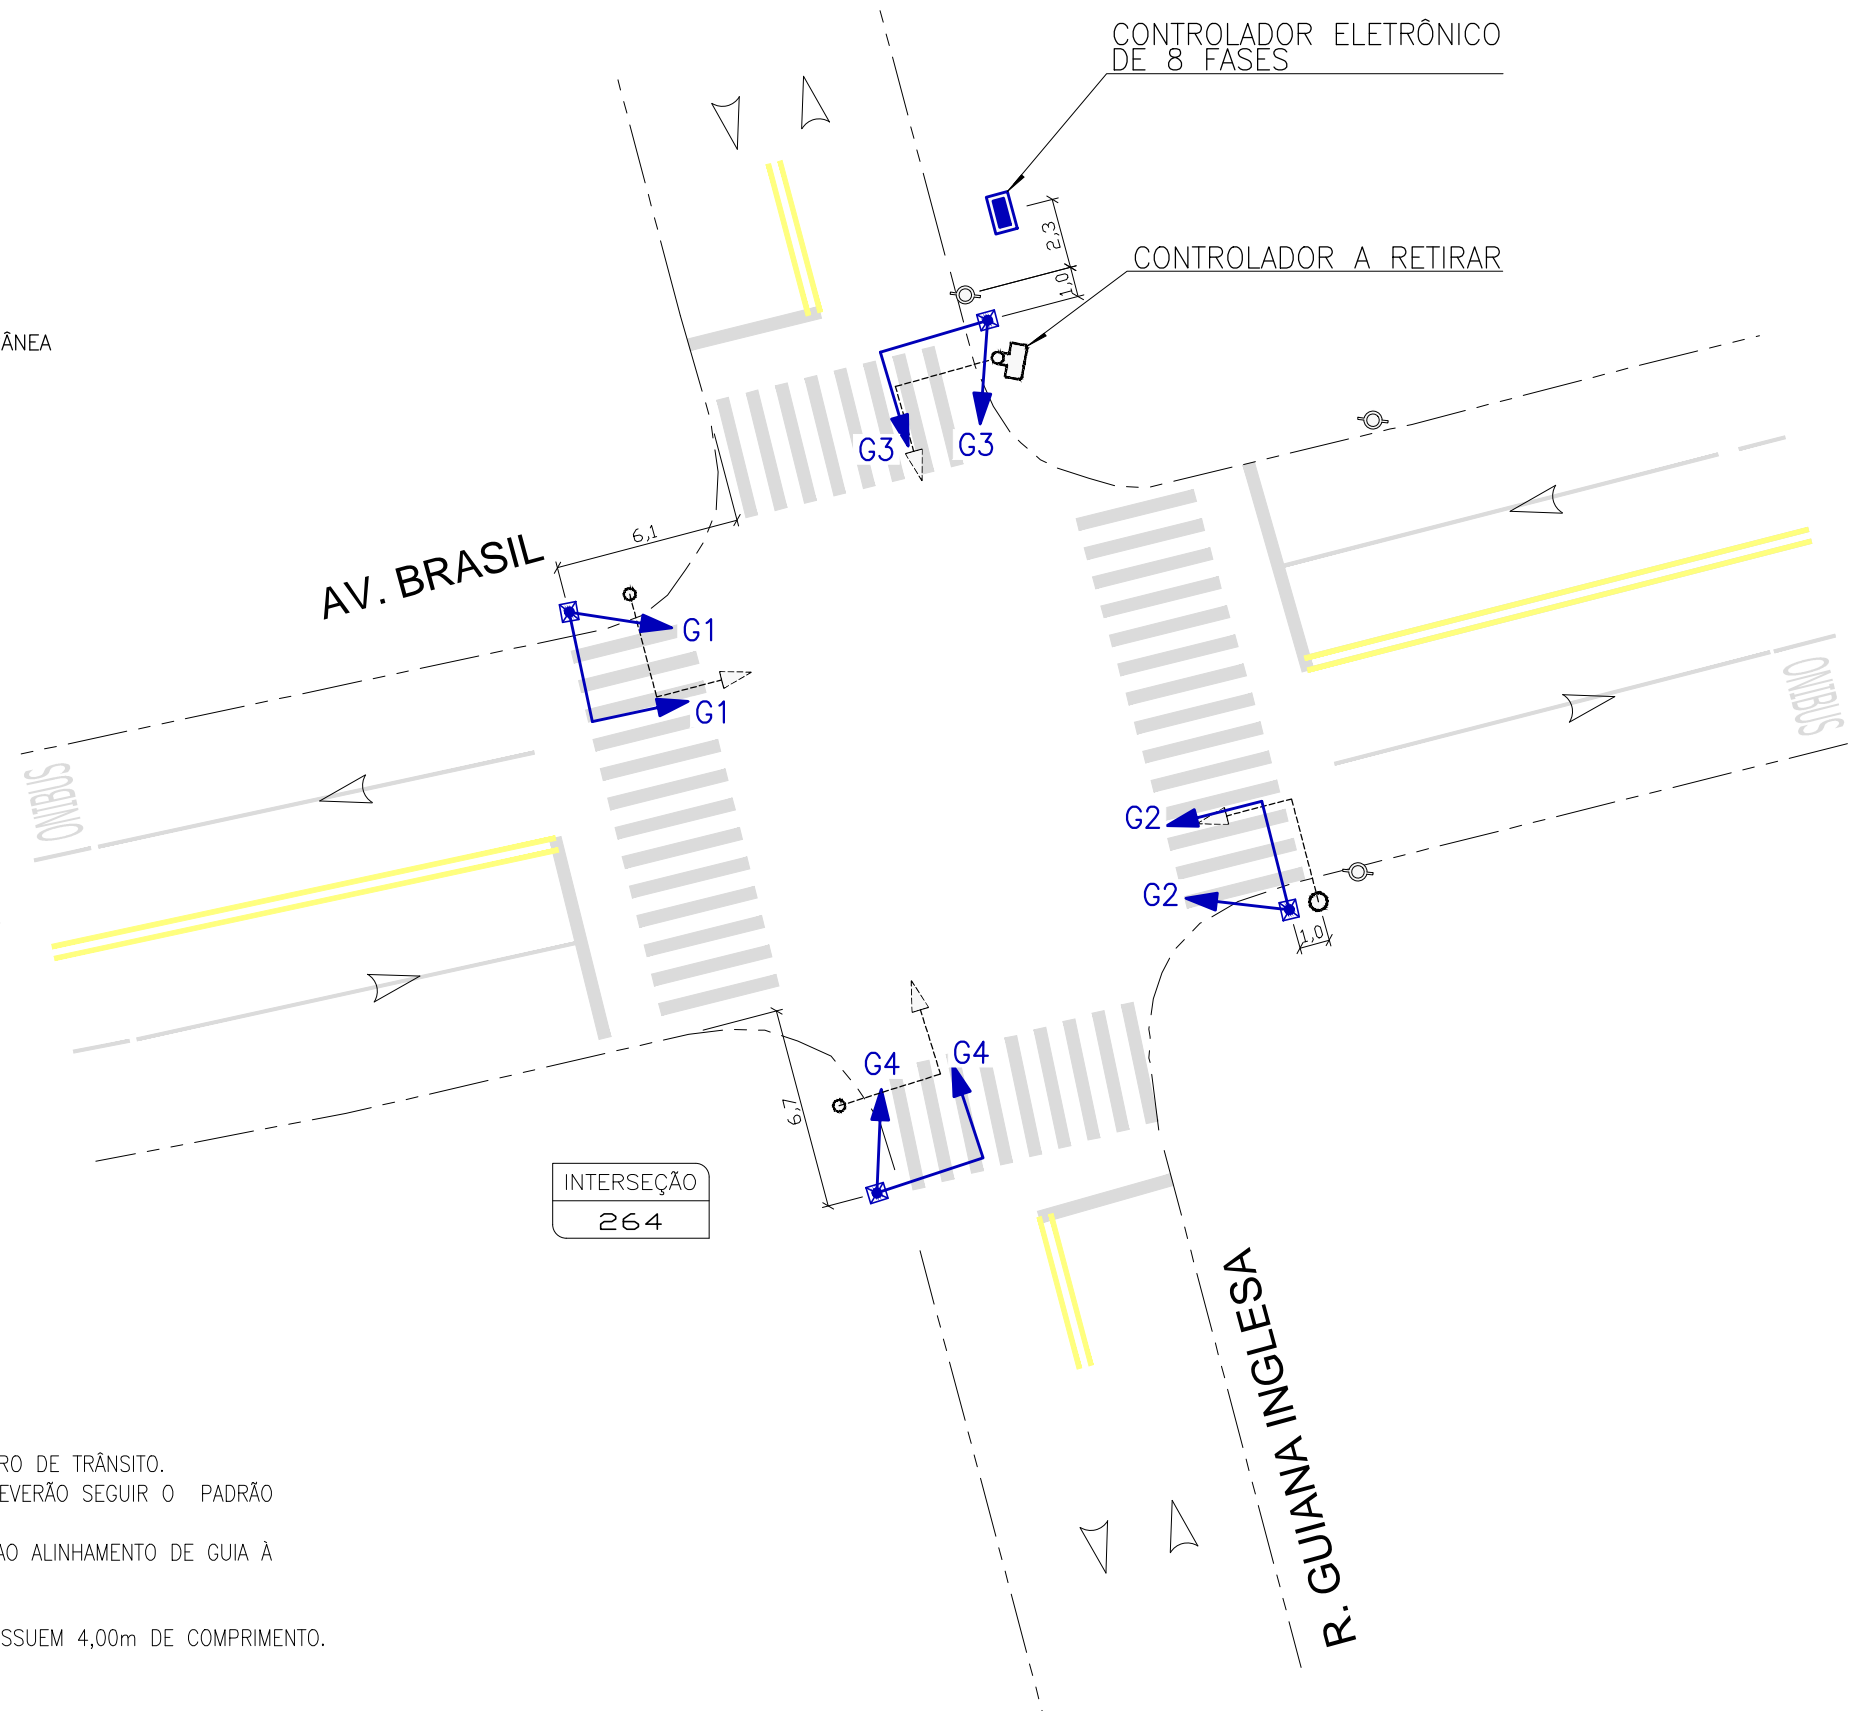 CONTROLADOR ELETRÔNICO
DE 8 FASES
2,3
CONTROLADOR A RETIRAR
1,0
ÂNEA
G3
G3
6,1
AV. BRASIL
G1
G1
ONIBUS
ONIBUS
G2
G2
1,0
G4
G4
6,7
INTERSEÇÃO
264
R. GUIANA INGLESA
RO DE TRÂNSITO.
EVERÃO SEGUIR O PADRÃO
AO ALINHAMENTO DE GUIA À
SSUEM 4,00m DE COMPRIMENTO.